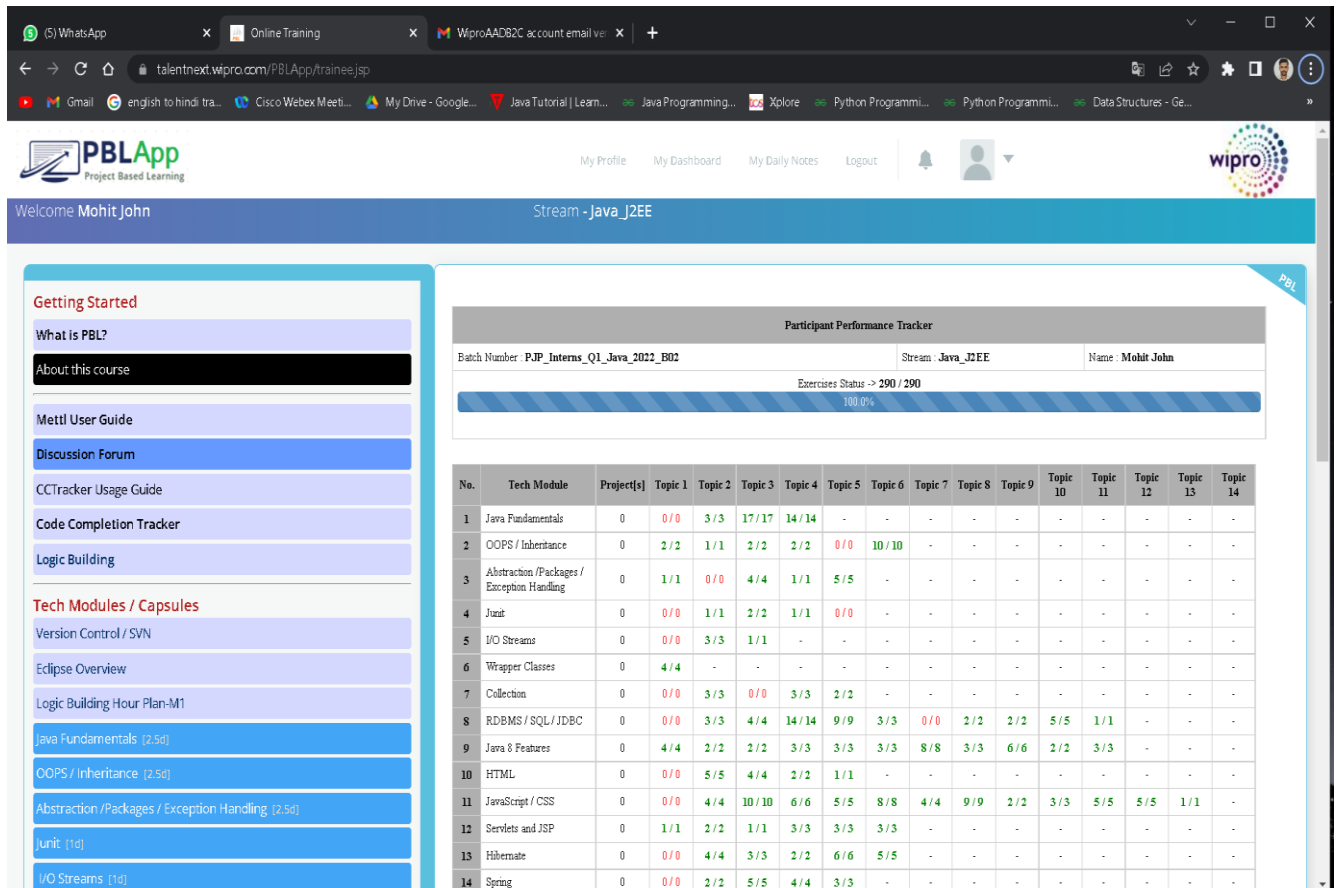 (5) WhatsApp
Online Training
WiproAADB2C account email ver
talentnext.wipro.com/PBLApp/trainee.jsp
Gmail
english to hindi tra...
Cisco Webex Meeti...
My Drive - Google...
Java Tutorial | Learn...
Java Programming...
Xplore
Python Programmi...
Python Programmi...
Data Structures - Ge...
»
PBLApp
Project Based Learning
My Profile My Dashboard My Daily Notes Logout
wipro
Welcome Mohit John
Stream - Java_J2EE
Getting Started
What is PBL?
About this course
Mettl User Guide
Discussion Forum
CCTracker Usage Guide
Code Completion Tracker
Logic Building
Tech Modules / Capsules
Version Control / SVN
Eclipse Overview
Logic Building Hour Plan-M1
Java Fundamentals [2.5d]
OOPS / Inheritance [2.5d]
Abstraction /Packages / Exception Handling [2.5d]
Junit [1d]
I/O Streams [1d]
PBL
Participant Performance Tracker
Batch Number : PJP_Interns_Q1_Java_2022_B02 Stream : Java_J2EE Name : Mohit John
Exercises Status -> 290 / 290
100.0%
No. Tech Module Project[s] Topic 1 Topic 2 Topic 3 Topic 4 Topic 5 Topic 6 Topic 7 Topic 8 Topic 9 Topic 10 Topic 11 Topic 12 Topic 13 Topic 14
1 Java Fundamentals 0 0 / 0 3 / 3 17 / 17 14 / 14 - - - - - - - - - -
2 OOPS / Inheritance 0 2 / 2 1 / 1 2 / 2 2 / 2 0 / 0 10 / 10 - - - - - - - -
3 Abstraction /Packages / Exception Handling 0 1 / 1 0 / 0 4 / 4 1 / 1 5 / 5 - - - - - - - - -
4 Junit 0 0 / 0 1 / 1 2 / 2 1 / 1 0 / 0 - - - - - - - - -
5 I/O Streams 0 0 / 0 3 / 3 1 / 1 - - - - - - - - - - -
6 Wrapper Classes 0 4 / 4 - - - - - - - - - - - - -
7 Collection 0 0 / 0 3 / 3 0 / 0 3 / 3 2 / 2 - - - - - - - - -
8 RDBMS / SQL / JDBC 0 0 / 0 3 / 3 4 / 4 14 / 14 9 / 9 3 / 3 0 / 0 2 / 2 2 / 2 5 / 5 1 / 1 - - -
9 Java 8 Features 0 4 / 4 2 / 2 2 / 2 3 / 3 3 / 3 3 / 3 8 / 8 3 / 3 6 / 6 2 / 2 3 / 3 - - -
10 HTML 0 0 / 0 5 / 5 4 / 4 2 / 2 1 / 1 - - - - - - - - -
11 JavaScript / CSS 0 0 / 0 4 / 4 10 / 10 6 / 6 5 / 5 8 / 8 4 / 4 9 / 9 2 / 2 3 / 3 5 / 5 5 / 5 1 / 1 -
12 Servlets and JSP 0 1 / 1 2 / 2 1 / 1 3 / 3 3 / 3 3 / 3 - - - - - - - -
13 Hibernate 0 0 / 0 4 / 4 3 / 3 2 / 2 6 / 6 5 / 5 - - - - - - - -
14 Spring 0 0 / 0 2 / 2 5 / 5 4 / 4 3 / 3 - - - - - - - - -